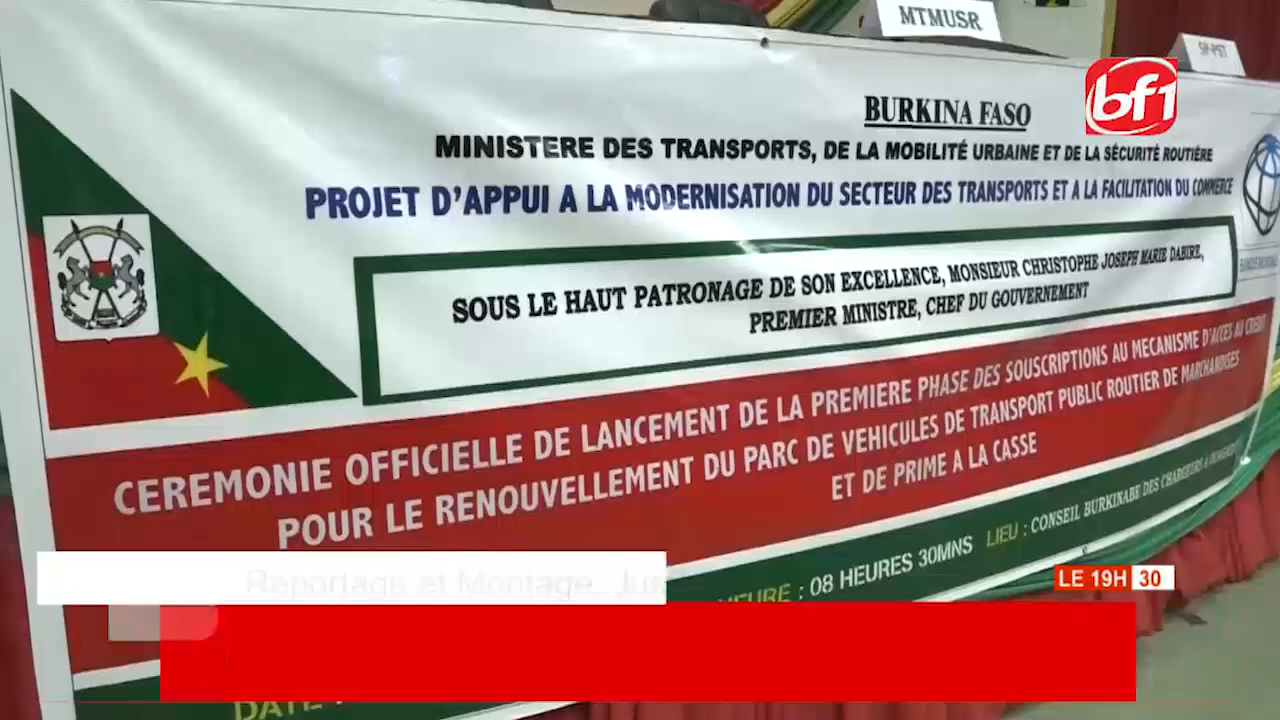 MTMUSR
SP-PST
bf1
BURKINA FASO
MINISTERE DES TRANSPORTS, DE LA MOBILITÉ URBAINE ET DE LA SÉCURITÉ ROUTIÈRE
PROJET D'APPUI A LA MODERNISATION DU SECTEUR DES TRANSPORTS ET A LA FACILITATION DU COMMERCE
SOUS LE HAUT PATRONAGE DE SON EXCELLENCE, MONSIEUR CHRISTOPHE JOSEPH MARIE DABIRE,
PREMIER MINISTRE, CHEF DU GOUVERNEMENT
CEREMONIE OFFICIELLE DE LANCEMENT DE LA PREMIERE PHASE DES SOUSCRIPTIONS AU MECANISME D'ACCES AU CREDIT
POUR LE RENOUVELLEMENT DU PARC DE VEHICULES DE TRANSPORT PUBLIC ROUTIER DE MARCHANDISES
ET DE PRIME A LA CASSE
HEURE : 08 HEURES 30MNS LIEU : CONSEIL BURKINABE DES CHARGEURS A
LE 19H 30
Reportage et Montage
DATE